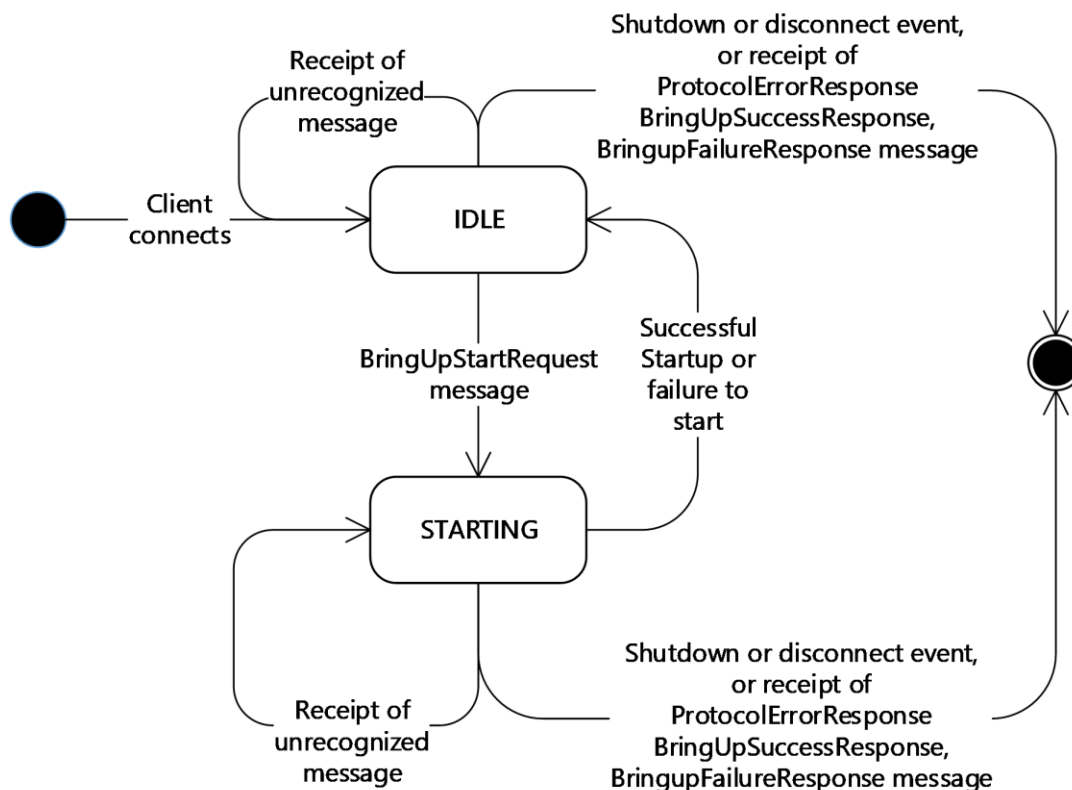 Shutdown or disconnect event,
or receipt of
ProtocolErrorResponse
BringUpSuccessResponse,
BringupFailureResponse message
Receipt of
unrecognized
message
Client
connects
IDLE
BringUpStartRequest
message
Successful
Startup or
failure to
start
STARTING
Receipt of
unrecognized
message
Shutdown or disconnect event,
or receipt of
ProtocolErrorResponse
BringUpSuccessResponse,
BringupFailureResponse message